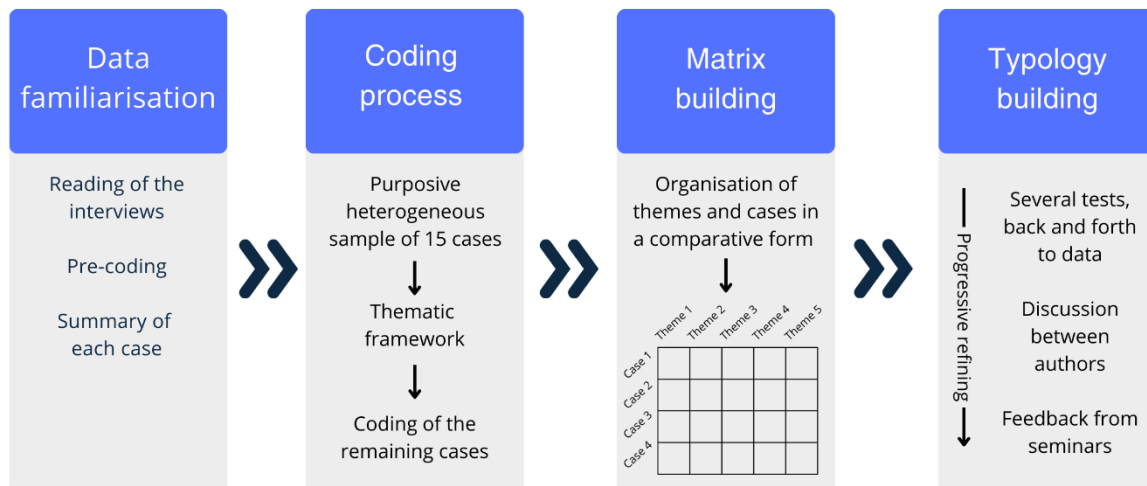 Data
familiarisation
Reading of the
interviews
Pre-coding
Summary of
each case
Coding
process
Purposive
heterogeneous
sample of 15 cases
Thematic
framework
Coding of the
remaining cases
Matrix
building
Organisation of
themes and cases in
a comparative form
Theme 1
Theme 2
Theme 3
Theme 4
Theme 5
Case 1
Case 2
Case 3
Case 4
Typology
building
Progressive refining
Several tests,
back and forth
to data
Discussion
between
authors
Feedback from
seminars